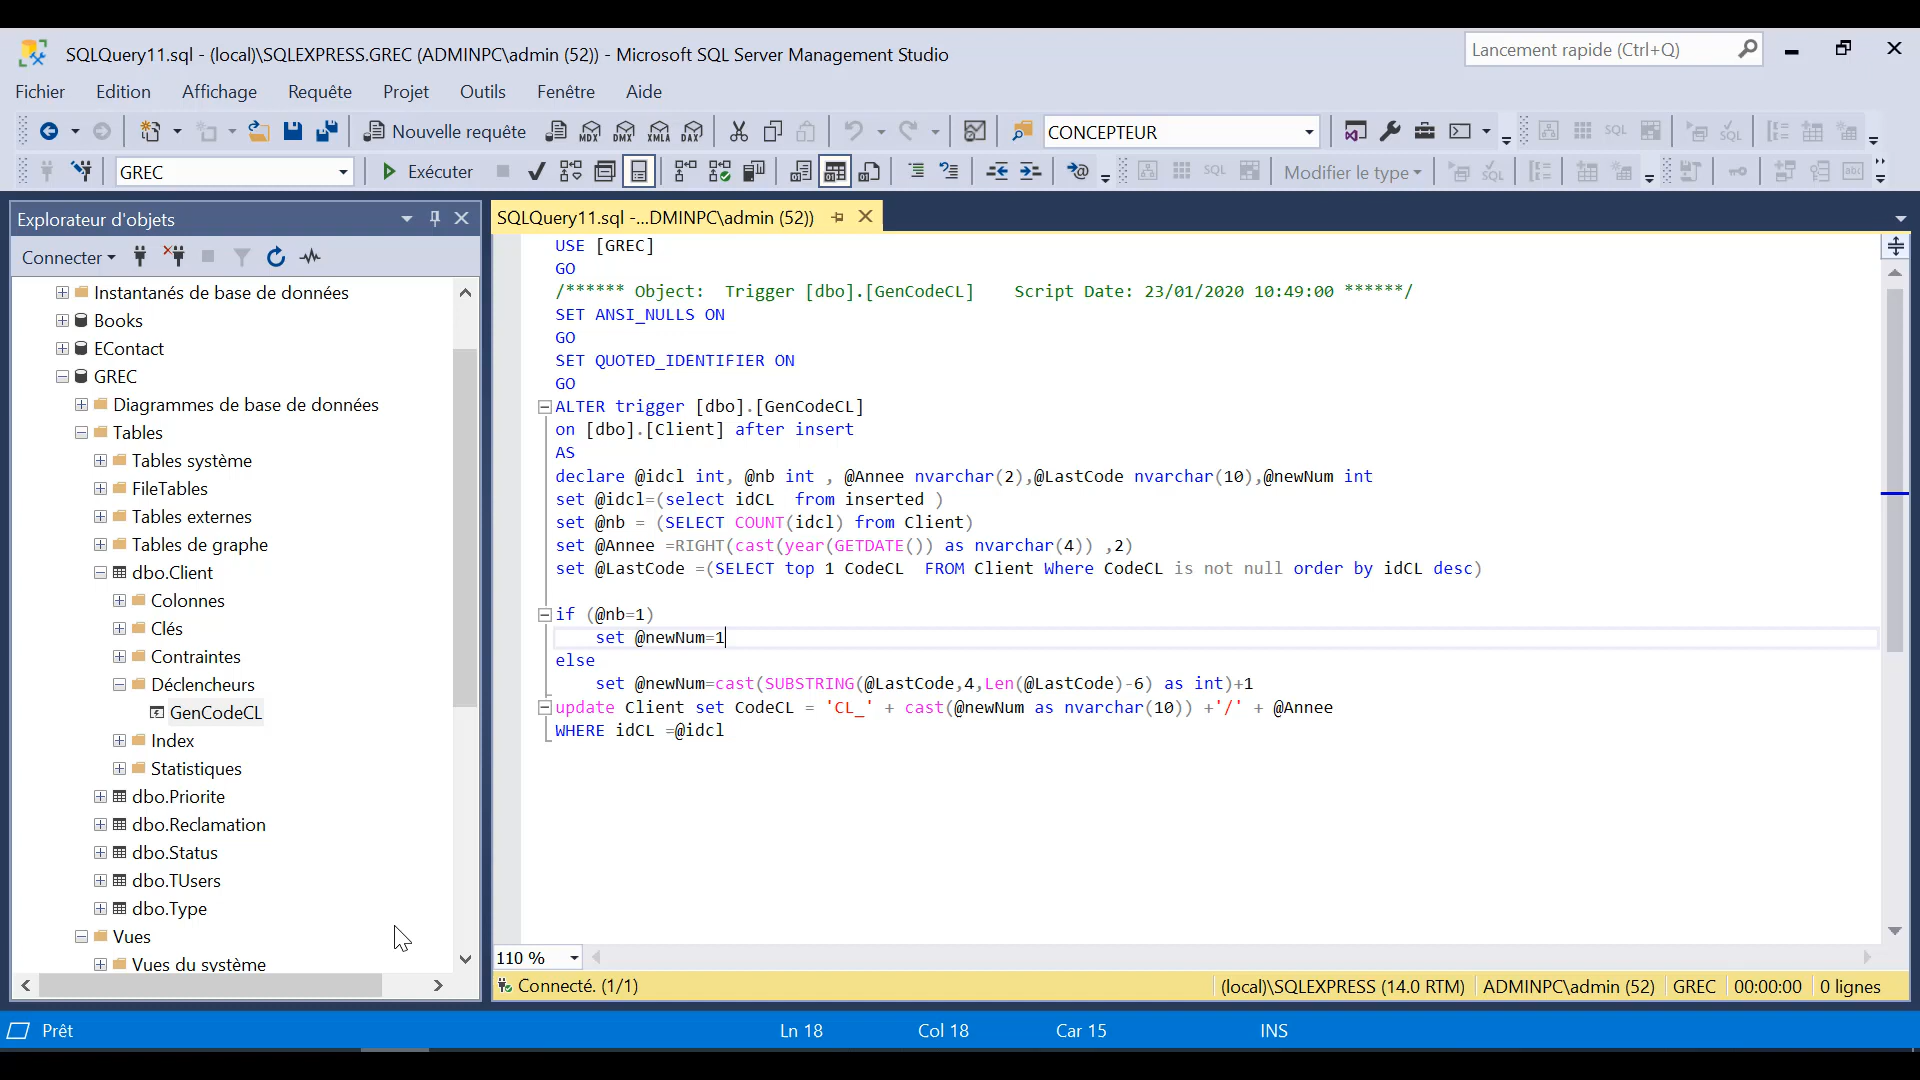 SQLQuery11.sql - (local)\SQLEXPRESS.GREC (ADMINPC\admin (52)) - Microsoft SQL Server Management Studio
Lancement rapide (Ctrl+Q)
Fichier Edition Affichage Requête Projet Outils Fenêtre Aide
Nouvelle requête MDX DMX XMLA DAX CONCEPTEUR SQL SQL
GREC Exécuter SQL Modifier le type SQL
Explorateur d'objets
Connecter
Instantanés de base de données
Books
EContact
GREC
Diagrammes de base de données
Tables
Tables système
FileTables
Tables externes
Tables de graphe
dbo.Client
Colonnes
Clés
Contraintes
Déclencheurs
GenCodeCL
Index
Statistiques
dbo.Priorite
dbo.Reclamation
dbo.Status
dbo.TUsers
dbo.Type
Vues
Vues du système
SQLQuery11.sql -...DMINPC\admin (52))
USE [GREC]
GO
/****** Object:  Trigger [dbo].[GenCodeCL]    Script Date: 23/01/2020 10:49:00 ******/
SET ANSI_NULLS ON
GO
SET QUOTED_IDENTIFIER ON
GO
ALTER trigger [dbo].[GenCodeCL]
on [dbo].[Client] after insert
AS
declare @idcl int, @nb int , @Annee nvarchar(2),@LastCode nvarchar(10),@newNum int
set @idcl=(select idCL  from inserted )
set @nb = (SELECT COUNT(idcl) from Client)
set @Annee =RIGHT(cast(year(GETDATE()) as nvarchar(4)) ,2)
set @LastCode =(SELECT top 1 CodeCL  FROM Client Where CodeCL is not null order by idCL desc)
if (@nb=1)
    set @newNum=1
else
    set @newNum=cast(SUBSTRING(@LastCode,4,Len(@LastCode)-6) as int)+1
update Client set CodeCL = 'CL_' + cast(@newNum as nvarchar(10)) +'/' + @Annee
WHERE idCL =@idcl
110 %
Connecté. (1/1) (local)\SQLEXPRESS (14.0 RTM) ADMINPC\admin (52) GREC 00:00:00 0 lignes
Prêt Ln 18 Col 18 Car 15 INS